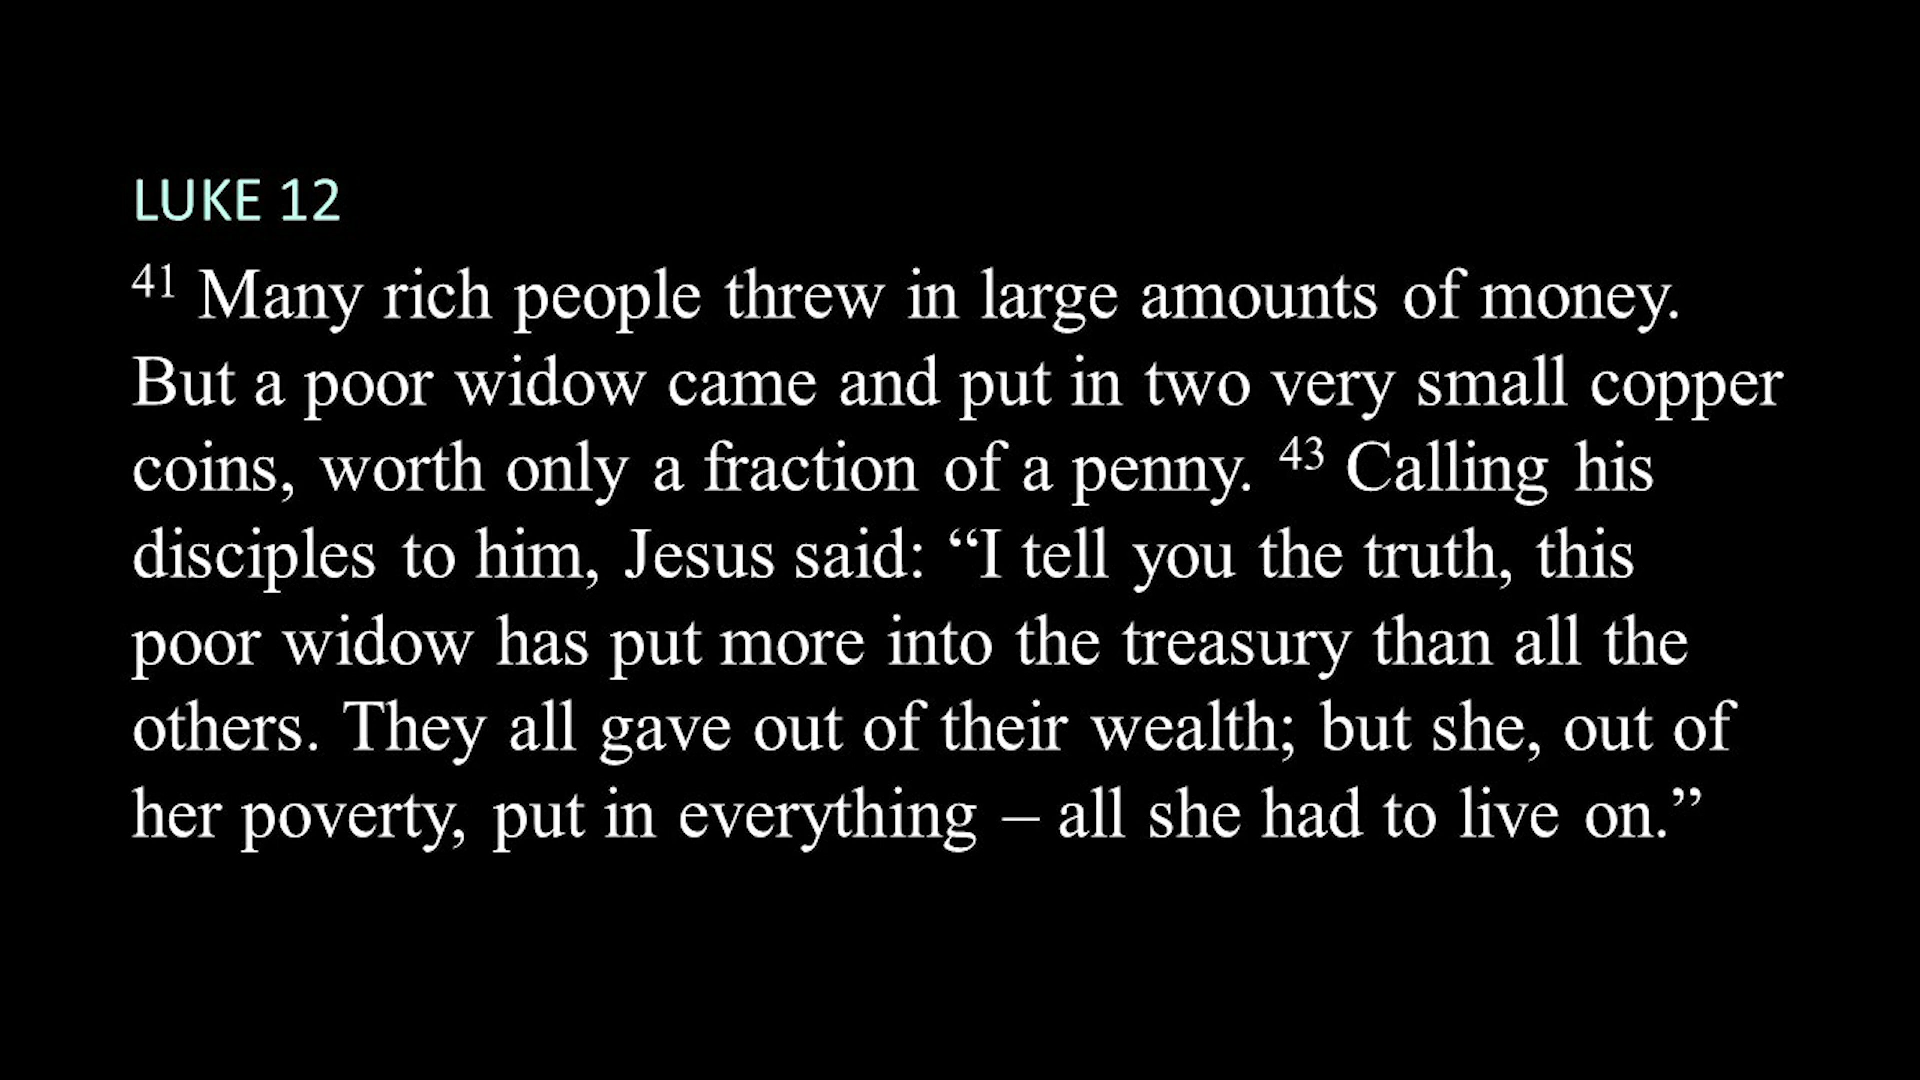 LUKE 12
41 Many rich people threw in large amounts of money.
But a poor widow came and put in two very small copper
coins, worth only a fraction of a penny. 43 Calling his
disciples to him, Jesus said: “I tell you the truth, this
poor widow has put more into the treasury than all the
others. They all gave out of their wealth; but she, out of
her poverty, put in everything – all she had to live on.”